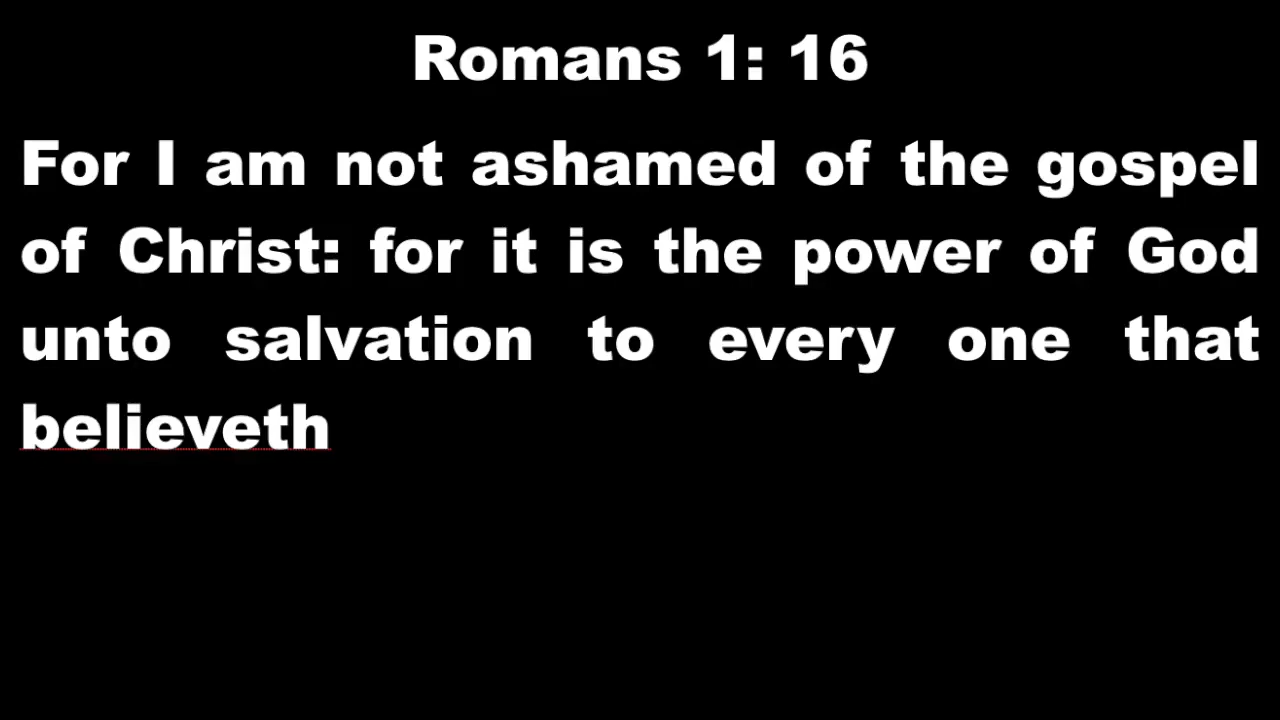 Romans 1: 16
For I am not ashamed of the gospel
of Christ: for it is the power of God
unto salvation to every one that
believeth